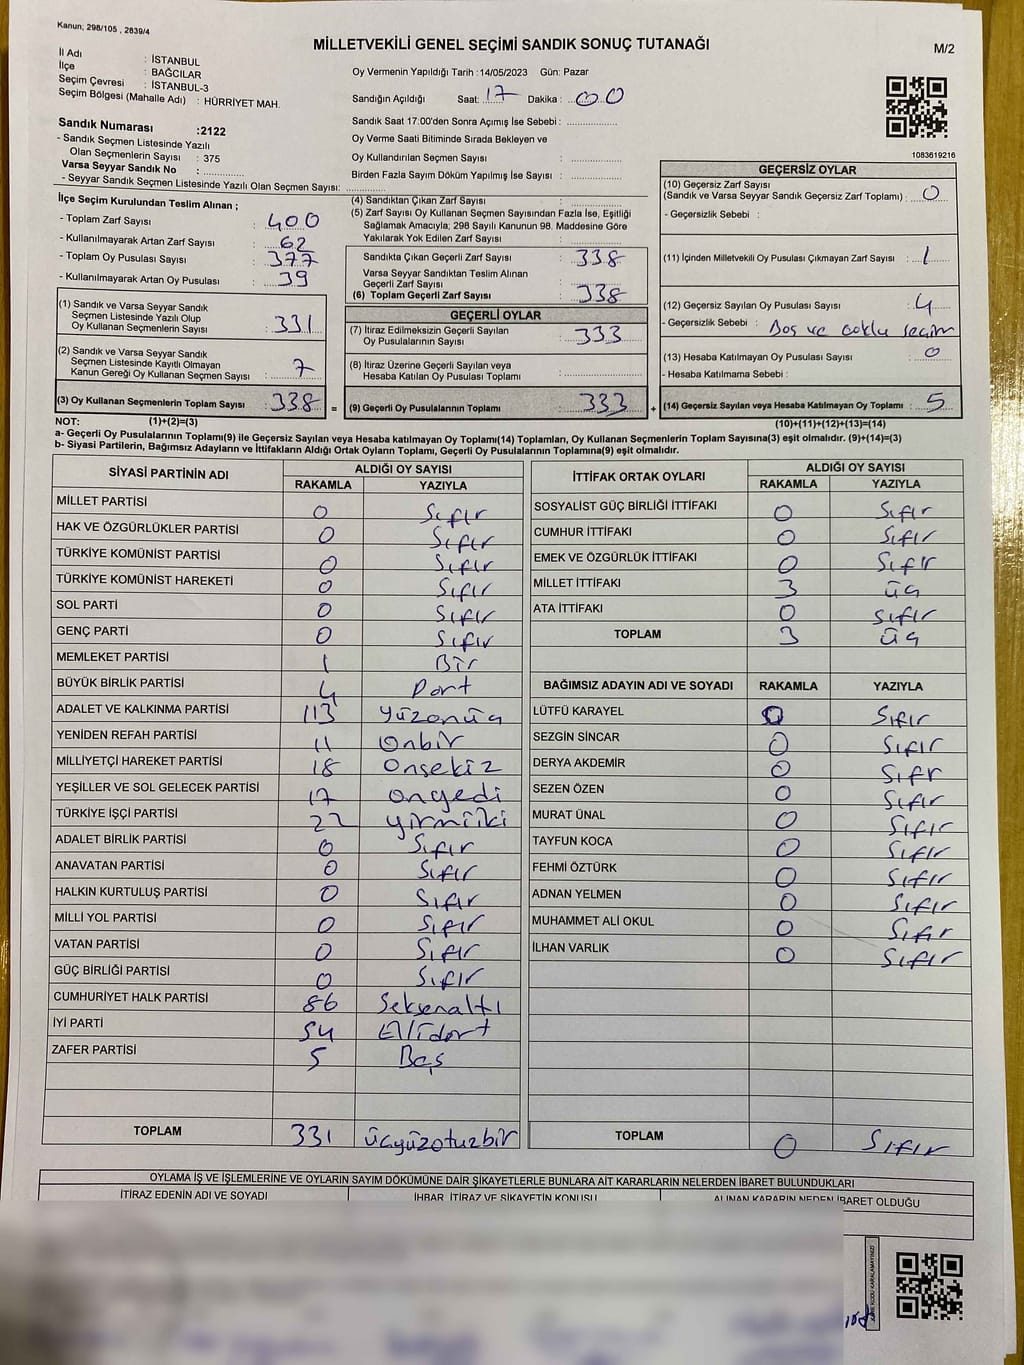 Kanun; 298/105 , 2839/4
MİLLETVEKİLİ GENEL SEÇİMİ SANDIK SONUÇ TUTANAĞI
M/2
İl Adı : İSTANBUL
İlçe : BAĞCILAR
Seçim Çevresi : İSTANBUL-3
Seçim Bölgesi (Mahalle Adı) : HÜRRİYET MAH.
Oy Vermenin Yapıldığı Tarih :14/05/2023 Gün: Pazar
Sandığın Açıldığı Saat: 17 Dakika : 00
Sandık Saat 17:00'den Sonra Açımış İse Sebebi :
Oy Verme Saati Bitiminde Sırada Bekleyen ve
Oy Kullandırılan Seçmen Sayısı :
Birden Fazla Sayım Döküm Yapılmış İse Sayısı :
Sandık Numarası :2122
- Sandık Seçmen Listesinde Yazılı
Olan Seçmenlerin Sayısı : 375
Varsa Seyyar Sandık No :
- Seyyar Sandık Seçmen Listesinde Yazılı Olan Seçmen Sayısı:
1083619216
İlçe Seçim Kurulundan Teslim Alınan ;
- Toplam Zarf Sayısı : 400
- Kullanılmayarak Artan Zarf Sayısı : 62
- Toplam Oy Pusulası Sayısı : 377
- Kullanılmayarak Artan Oy Pusulası : 39
(1) Sandık ve Varsa Seyyar Sandık
Seçmen Listesinde Yazılı Olup
Oy Kullanan Seçmenlerin Sayısı : 331
(2) Sandık ve Varsa Seyyar Sandık
Seçmen Listesinde Kayıtlı Olmayan
Kanun Gereği Oy Kullanan Seçmen Sayısı : 7
(3) Oy Kullanan Seçmenlerin Toplam Sayısı : 338 =
(4) Sandıktan Çıkan Zarf Sayısı :
(5) Zarf Sayısı Oy Kullanan Seçmen Sayısından Fazla İse, Eşitliği
Sağlamak Amacıyla; 298 Sayılı Kanunun 98. Maddesine Göre
Yakılarak Yok Edilen Zarf Sayısı :
Sandıkta Çıkan Geçerli Zarf Sayısı : 338
Varsa Seyyar Sandıktan Teslim Alınan
Geçerli Zarf Sayısı :
(6) Toplam Geçerli Zarf Sayısı : 338
GEÇERLİ OYLAR
(7) İtiraz Edilmeksizin Geçerli Sayılan
Oy Pusulalarının Sayısı : 333
(8) İtiraz Üzerine Geçerli Sayılan veya
Hesaba Katılan Oy Pusulası Toplamı :
(9) Geçerli Oy Pusulalarının Toplamı : 333 +
GEÇERSİZ OYLAR
(10) Geçersiz Zarf Sayısı
(Sandık ve Varsa Seyyar Sandık Geçersiz Zarf Toplamı) : 0
- Geçersizlik Sebebi :
(11) İçinden Milletvekili Oy Pusulası Çıkmayan Zarf Sayısı : 1
(12) Geçersiz Sayılan Oy Pusulası Sayısı : 4
- Geçersizlik Sebebi : Boş ve çoklu seçim
(13) Hesaba Katılmayan Oy Pusulası Sayısı : 0
- Hesaba Katılmama Sebebi :
(14) Geçersiz Sayılan veya Hesaba Katılmayan Oy Toplamı : 5
NOT: (1)+(2)=(3) (10)+(11)+(12)+(13)=(14)
a- Geçerli Oy Pusulalarının Toplamı(9) ile Geçersiz Sayılan veya Hesaba katılmayan Oy Toplamı(14) Toplamları, Oy Kullanan Seçmenlerin Toplam Sayısına(3) eşit olmalıdır. (9)+(14)=(3)
b- Siyasi Partilerin, Bağımsız Adayların ve İttifakların Aldığı Ortak Oyların Toplamı, Geçerli Oy Pusulalarının Toplamına(9) eşit olmalıdır.
SİYASİ PARTİNİN ADI ALDIĞI OY SAYISI
RAKAMLA YAZIYLA
MİLLET PARTİSİ 0 Sıfır
HAK VE ÖZGÜRLÜKLER PARTİSİ 0 Sıfır
TÜRKİYE KOMÜNİST PARTİSİ 0 Sıfır
TÜRKİYE KOMÜNİST HAREKETİ 0 Sıfır
SOL PARTİ 0 Sıfır
GENÇ PARTİ 0 Sıfır
MEMLEKET PARTİSİ 1 Bir
BÜYÜK BİRLİK PARTİSİ 4 Dört
ADALET VE KALKINMA PARTİSİ 113 yüzonüç
YENİDEN REFAH PARTİSİ 11 Onbir
MİLLİYETÇİ HAREKET PARTİSİ 18 Onsekiz
YEŞİLLER VE SOL GELECEK PARTİSİ 17 onyedi
TÜRKİYE İŞÇİ PARTİSİ 22 yirmiiki
ADALET BİRLİK PARTİSİ 0 Sıfır
ANAVATAN PARTİSİ 0 Sıfır
HALKIN KURTULUŞ PARTİSİ 0 Sıfır
MİLLİ YOL PARTİSİ 0 Sıfır
VATAN PARTİSİ 0 Sıfır
GÜÇ BİRLİĞİ PARTİSİ 0 Sıfır
CUMHURİYET HALK PARTİSİ 86 Seksenaltı
İYİ PARTİ 54 Ellidört
ZAFER PARTİSİ 5 Beş
TOPLAM 331 üçyüzotuzbir
İTTİFAK ORTAK OYLARI ALDIĞI OY SAYISI
RAKAMLA YAZIYLA
SOSYALİST GÜÇ BİRLİĞİ İTTİFAKI 0 Sıfır
CUMHUR İTTİFAKI 0 Sıfır
EMEK VE ÖZGÜRLÜK İTTİFAKI 0 Sıfır
MİLLET İTTİFAKI 3 üç
ATA İTTİFAKI 0 sıfır
TOPLAM 3 üç
BAĞIMSIZ ADAYIN ADI VE SOYADI RAKAMLA YAZIYLA
LÜTFÜ KARAYEL 0 Sıfır
SEZGİN SİNCAR 0 Sıfır
DERYA AKDEMİR 0 Sıfr
SEZEN ÖZEN 0 Sıfır
MURAT ÜNAL 0 Sıfır
TAYFUN KOCA 0 Sıfır
FEHMİ ÖZTÜRK 0 Sıfır
ADNAN YELMEN 0 Sıfır
MUHAMMET ALİ OKUL 0 Sıfır
İLHAN VARLIK 0 Sıfır
TOPLAM 0 Sıfır
OYLAMA İŞ VE İŞLEMLERİNE VE OYLARIN SAYIM DÖKÜMÜNE DAİR ŞİKAYETLERLE BUNLARA AİT KARARLARIN NELERDEN İBARET BULUNDUKLARI
İTİRAZ EDENİN ADI VE SOYADI İHBAR, İTİRAZ VE ŞİKAYETİN KONUSU ALINAN KARARIN NEDEN İBARET OLDUĞU